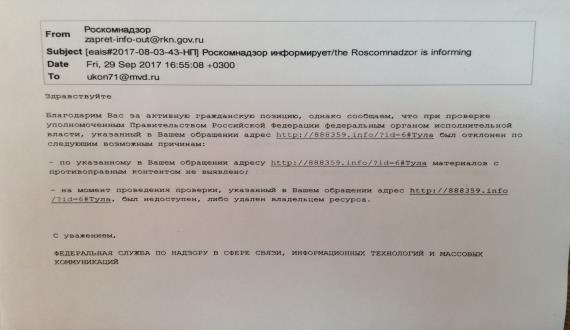 From Роскомнадзор
zapret-info-out@rkn.gov.ru
Subject [eais#2017-08-03-43-НП] Роскомнадзор информирует/the Roscomnadzor is informing
Date Fri, 29 Sep 2017 16:55:08 +0300
To ukon71@mvd.ru
Здравствуйте
Благодарим Вас за активную гражданскую позицию, однако сообщаем, что при проверке
уполномоченным Правительством Российской Федерации федеральным органом исполнительной
власти, указанный в Вашем обращении адрес http://888359.info/?id=6#Тула был отклонен по
следующим возможным причинам:
- по указанному в Вашем обращении адресу http://888359.info/?id=6#Тула материалов с
противоправным контентом не выявлено;
- на момент проведения проверки, указанный в Вашем обращении адрес http://888359.info
/?id=6#Тула, был недоступен, либо удален владельцем ресурса.
С уважением,
ФЕДЕРАЛЬНАЯ СЛУЖБА ПО НАДЗОРУ В СФЕРЕ СВЯЗИ, ИНФОРМАЦИОННЫХ ТЕХНОЛОГИЙ И МАССОВЫХ
КОММУНИКАЦИЙ